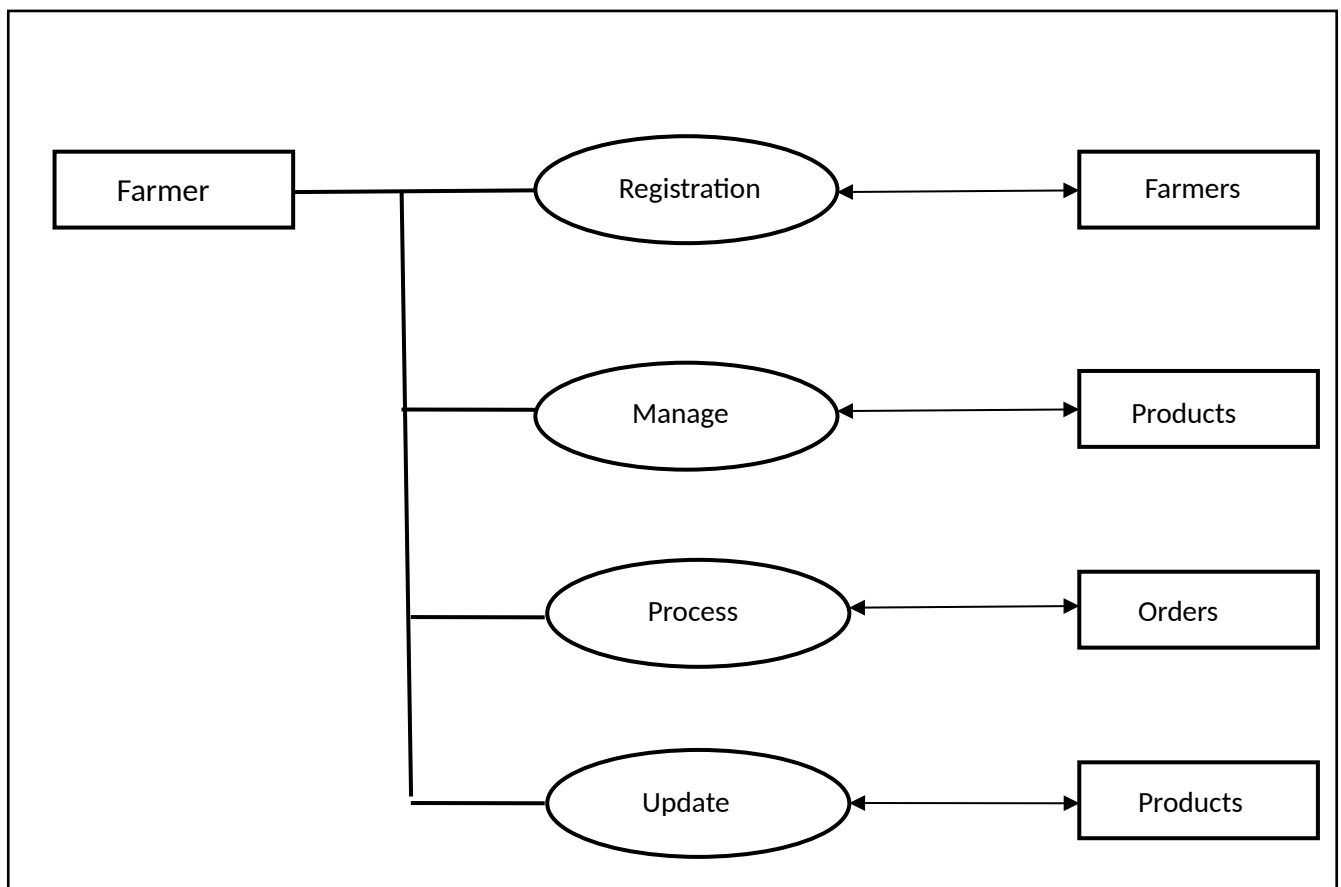 Farmer
Registration
Farmers
Manage
Products
Process
Orders
Update
Products